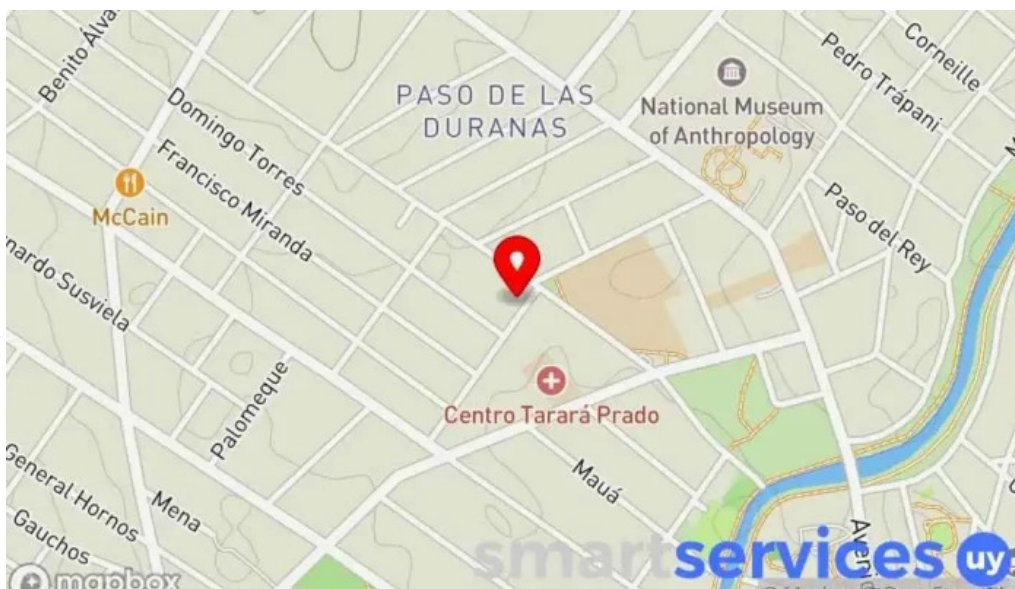 Benito Álva
Corneille
Pedro Trápani
PASO DE LAS
DURANAS
National Museum
of Anthropology
Domingo Torres
Francisco Miranda
McCain
Paso del Rey
nardo Susviela
Palomeque
Centro Tarará Prado
Mauá
General Hornos
Mena
Gauchos
Avenid
smartservices uy
mapbox